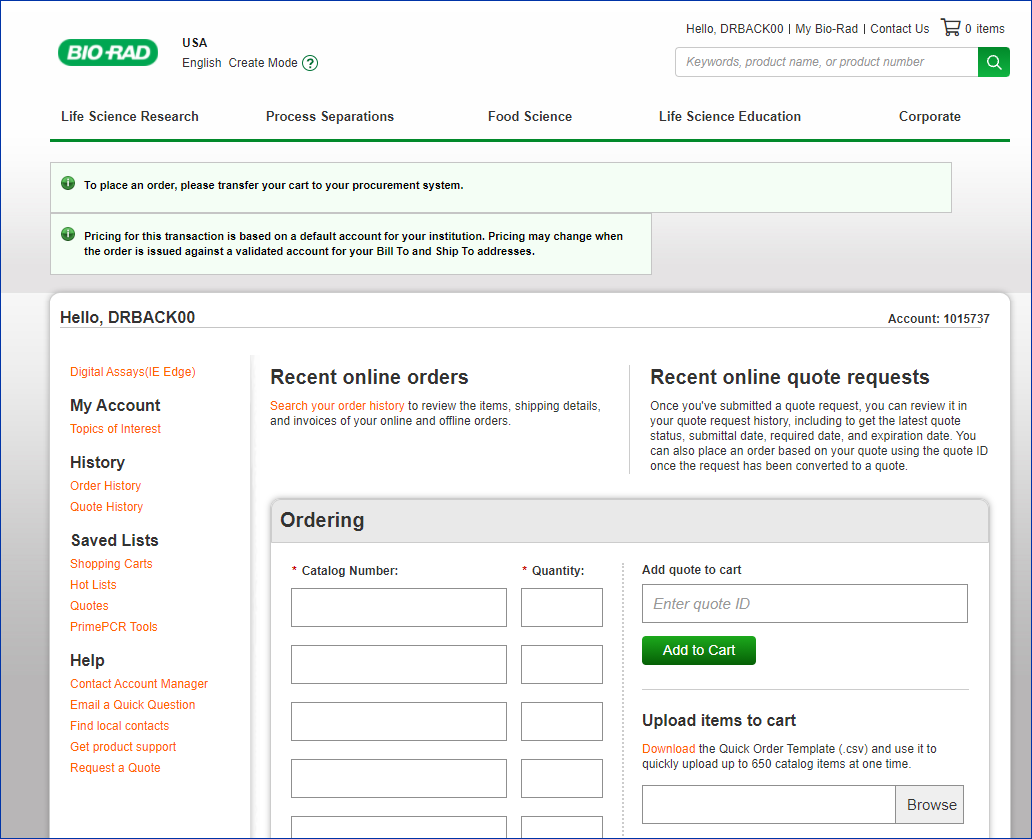 BIO-RAD
USA
English Create Mode ?
Hello, DRBACK00 | My Bio-Rad | Contact Us 0 items
Keywords, product name, or product number
Life Science Research Process Separations Food Science Life Science Education Corporate
To place an order, please transfer your cart to your procurement system.
Pricing for this transaction is based on a default account for your institution. Pricing may change when
the order is issued against a validated account for your Bill To and Ship To addresses.
Hello, DRBACK00
Account: 1015737
Digital Assays(IE Edge)
My Account
Topics of Interest
History
Order History
Quote History
Saved Lists
Shopping Carts
Hot Lists
Quotes
PrimePCR Tools
Help
Contact Account Manager
Email a Quick Question
Find local contacts
Get product support
Request a Quote
Recent online orders
Search your order history to review the items, shipping details,
and invoices of your online and offline orders.
Recent online quote requests
Once you've submitted a quote request, you can review it in
your quote request history, including to get the latest quote
status, submittal date, required date, and expiration date. You
can also place an order based on your quote using the quote ID
once the request has been converted to a quote.
Ordering
* Catalog Number: * Quantity:
Add quote to cart
Enter quote ID
Add to Cart
Upload items to cart
Download the Quick Order Template (.csv) and use it to
quickly upload up to 650 catalog items at one time.
Browse